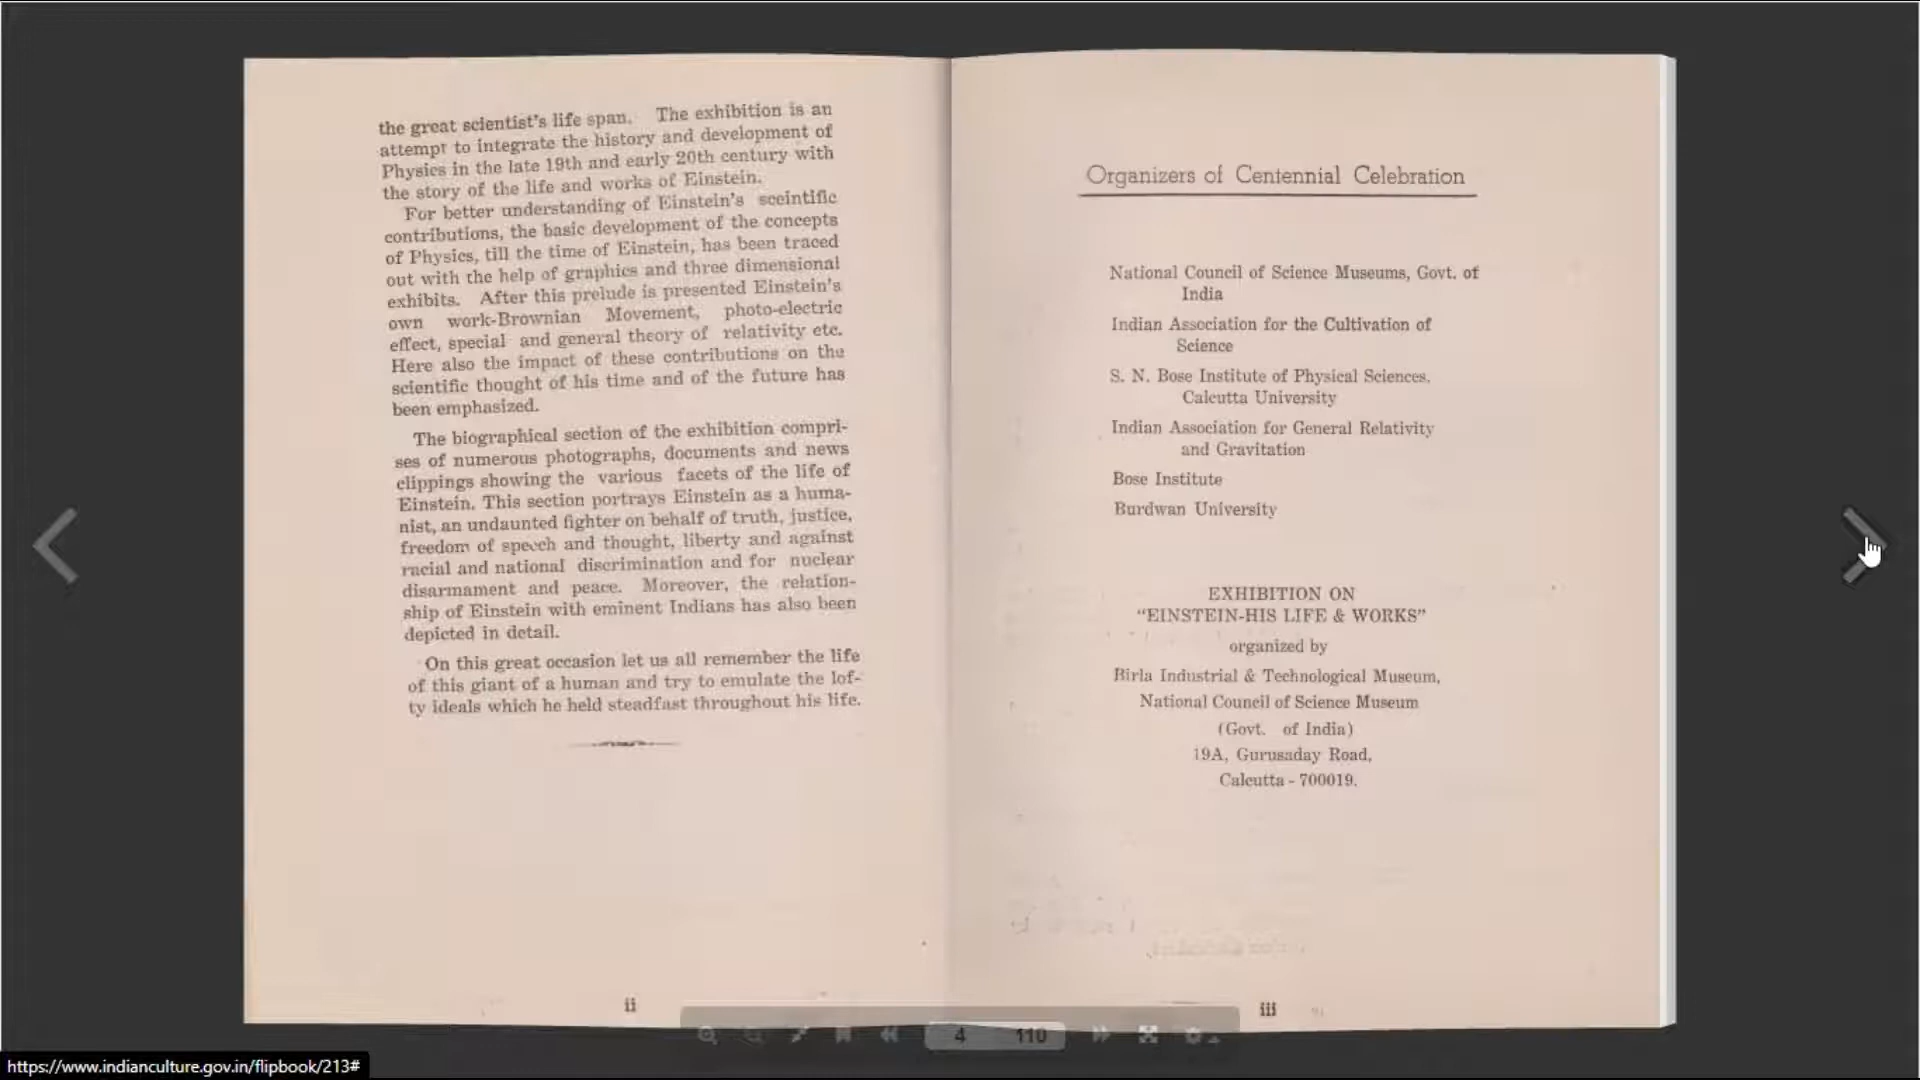 the great scientist's life span. The exhibition is an
attempt to integrate the history and development of
Physics in the late 19th and early 20th century with
the story of the life and works of Einstein.
For better understanding of Einstein's sceintific
contributions, the basic development of the concepts
of Physics, till the time of Einstein, has been traced
out with the help of graphics and three dimensional
exhibits. After this prelude is presented Einstein's
own work-Brownian Movement, photo-electric
effect, special and general theory of relativity etc.
Here also the impact of these contributions on the
scientific thought of his time and of the future has
been emphasized.
The biographical section of the exhibition compri-
ses of numerous photographs, documents and news
clippings showing the various facets of the life of
Einstein. This section portrays Einstein as a huma-
nist, an undaunted fighter on behalf of truth, justice,
freedom of speech and thought, liberty and against
racial and national discrimination and for nuclear
disarmament and peace. Moreover, the relation-
ship of Einstein with eminent Indians has also been
depicted in detail.
On this great occasion let us all remember the life
of this giant of a human and try to emulate the lof-
ty ideals which he held steadfast throughout his life.
ii
Organizers of Centennial Celebration
National Council of Science Museums, Govt. of
India
Indian Association for the Cultivation of
Science
S. N. Bose Institute of Physical Sciences,
Calcutta University
Indian Association for General Relativity
and Gravitation
Bose Institute
Burdwan University
EXHIBITION ON
"EINSTEIN-HIS LIFE & WORKS"
organized by
Birla Industrial & Technological Museum,
National Council of Science Museum
(Govt. of India)
19A, Gurusaday Road,
Calcutta - 700019.
iii
4 110
https://www.indianculture.gov.in/flipbook/213#